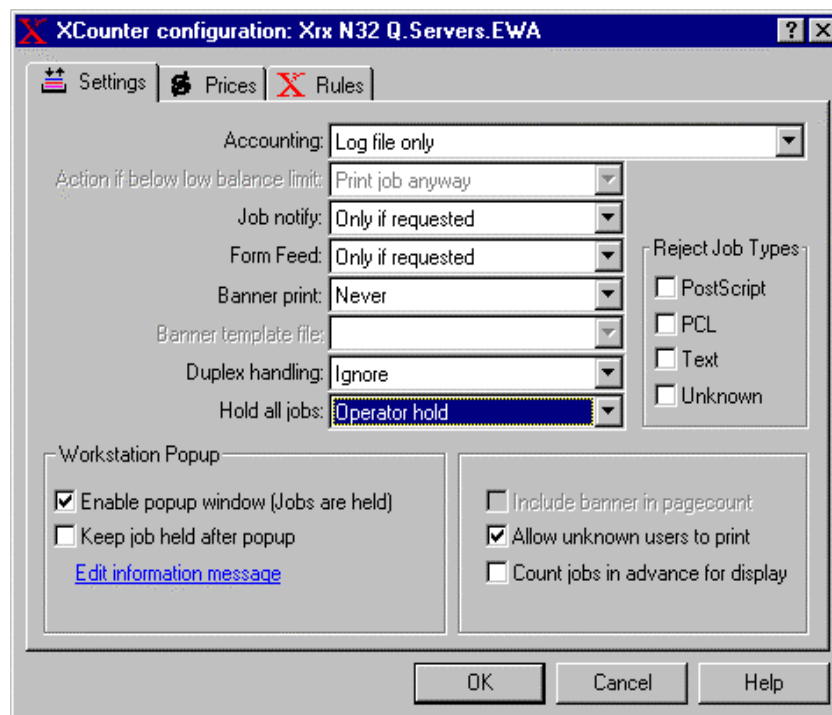 XCounter configuration: Xrx N32 Q.Servers.EWA
Settings Prices Rules
Accounting: Log file only
Action if below low balance limit: Print job anyway
Job notify: Only if requested
Form Feed: Only if requested
Banner print: Never
Banner template file:
Duplex handling: Ignore
Hold all jobs: Operator hold
Reject Job Types
PostScript
PCL
Text
Unknown
Workstation Popup
Enable popup window (Jobs are held)
Keep job held after popup
Edit information message
Include banner in pagecount
Allow unknown users to print
Count jobs in advance for display
OK Cancel Help